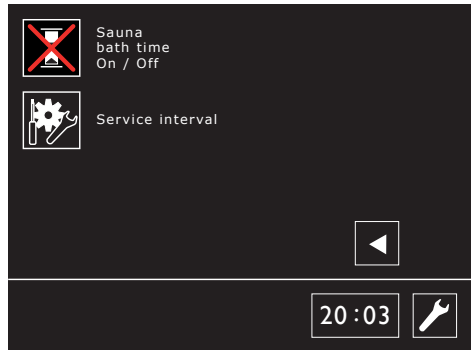 Sauna
bath time
On / Off
Service interval
20:03